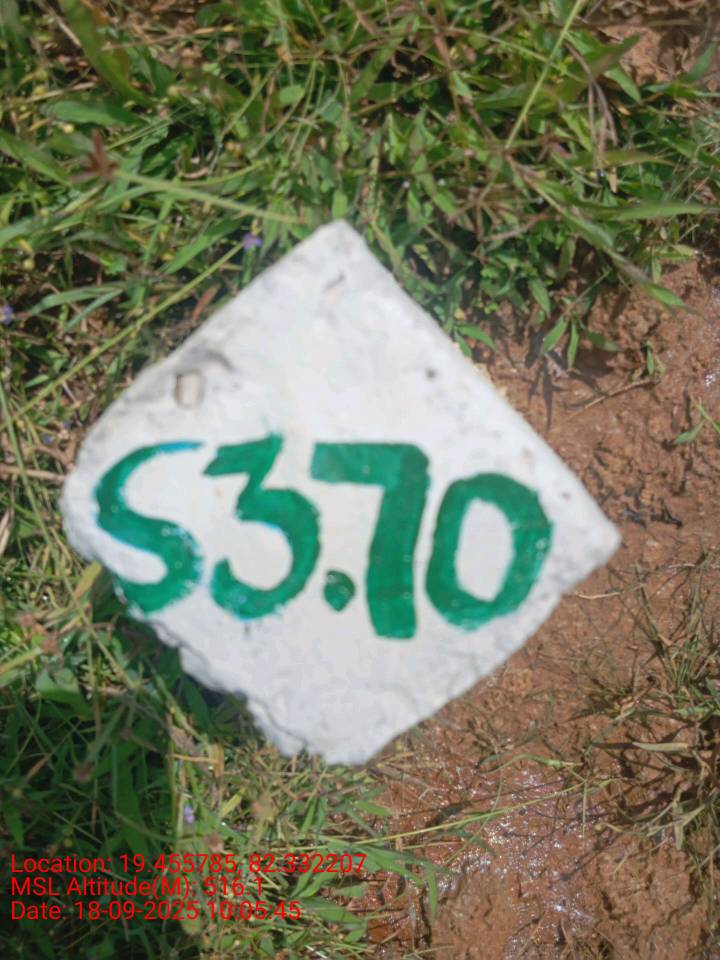 S3.70
Location: 19.455785, 82.332207
MSL Altitude(M): 516.1
Date: 18-09-2025 10:05:45